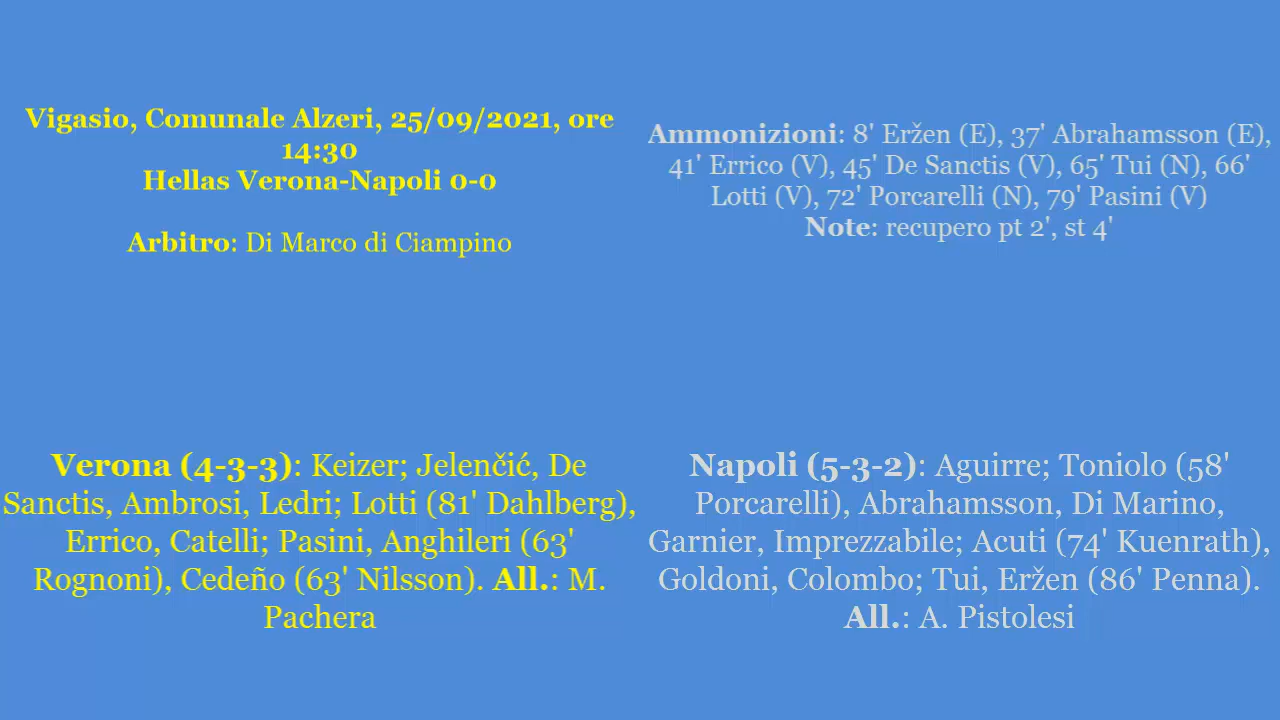 Vigasio, Comunale Alzeri, 25/09/2021, ore
14:30
Hellas Verona-Napoli 0-0
Arbitro: Di Marco di Ciampino
Ammonizioni: 8' Eržen (E), 37' Abrahamsson (E),
41' Errico (V), 45' De Sanctis (V), 65' Tui (N), 66'
Lotti (V), 72' Porcarelli (N), 79' Pasini (V)
Note: recupero pt 2', st 4'
Verona (4-3-3): Keizer; Jelenčić, De
Sanctis, Ambrosi, Ledri; Lotti (81' Dahlberg),
Errico, Catelli; Pasini, Anghileri (63'
Rognoni), Cedeño (63' Nilsson). All.: M.
Pachera
Napoli (5-3-2): Aguirre; Toniolo (58'
Porcarelli), Abrahamsson, Di Marino,
Garnier, Imprezzabile; Acuti (74' Kuenrath),
Goldoni, Colombo; Tui, Eržen (86' Penna).
All.: A. Pistolesi